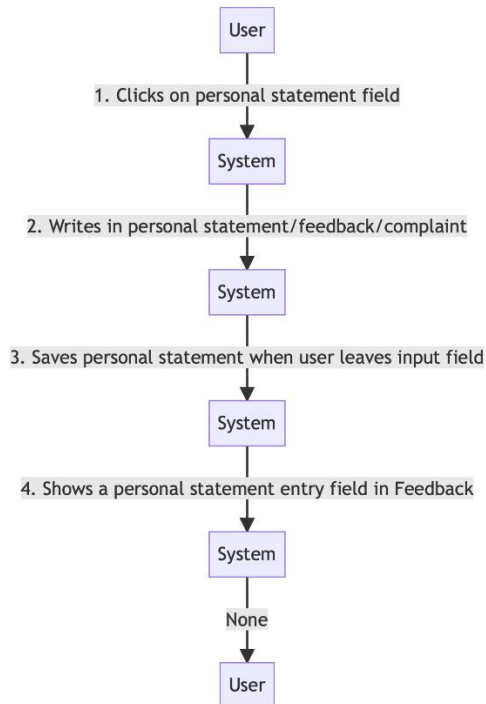 User
1. Clicks on personal statement field
System
2. Writes in personal statement/feedback/complaint
System
3. Saves personal statement when user leaves input field
System
4. Shows a personal statement entry field in Feedback
System
None
User